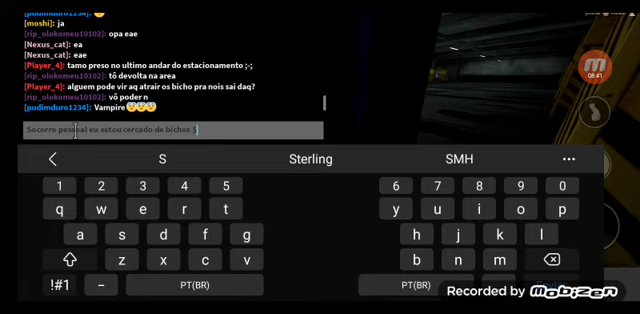 [pudimduro1234]: 😨
[moshi]: ja
[rip_olokomeu10102]: opa eae
[Nexus_cat]: ea
[Nexus_cat]: eae
[Player_4]: tamo preso no ultimo andar do estacionamento ;-;
[rip_olokomeu10102]: tô devolta na area
[Player_4]: alguem pode vir aq atrair os bicho pra nois sai daq?
[rip_olokomeu10102]: vô poder n
[pudimduro1234]: Vampire😨😨😨
08:41
Socorro pessoal eu estou cercado de bichos S
S Sterling SMH ...
1 2 3 4 5 6 7 8 9 0
q w e r t y u i o p
a s d f g h j k l
z x c v b n m
!#1 - PT(BR) PT(BR)
Recorded by MOBIZEN